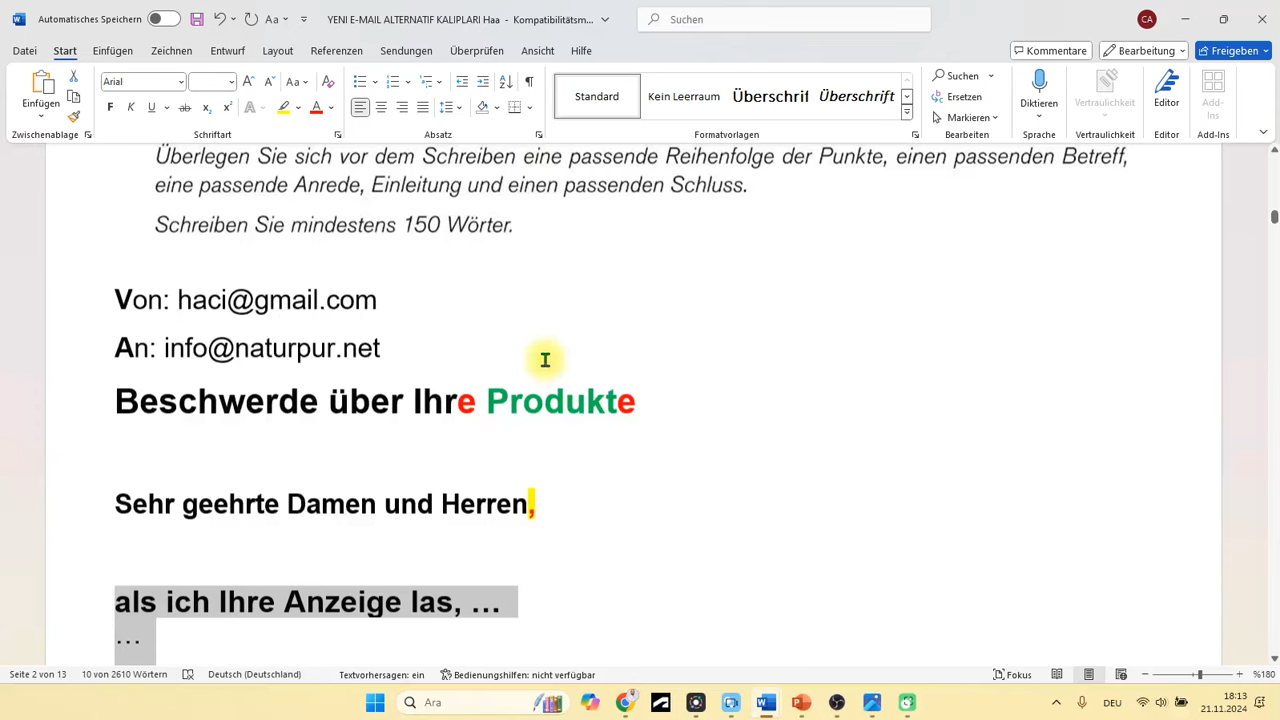 Automatisches Speichern
YENI E-MAIL ALTERNATIF KALIPLARI Haa - Kompatibilitätsm...
Suchen
CA
Datei Start Einfügen Zeichnen Entwurf Layout Referenzen Sendungen Überprüfen Ansicht Hilfe
Kommentare Bearbeitung Freigeben
Einfügen
Arial
F K U ab x₂ x²
Standard
Kein Leerraum
Überschrif
Überschrift
Suchen
Ersetzen
Markieren
Diktieren
Vertraulichkeit
Editor
Add-Ins
Zwischenablage Schriftart Absatz Formatvorlagen Bearbeiten Sprache Vertraulichkeit Editor Add-Ins
Überlegen Sie sich vor dem Schreiben eine passende Reihenfolge der Punkte, einen passenden Betreff,
eine passende Anrede, Einleitung und einen passenden Schluss.
Schreiben Sie mindestens 150 Wörter.
Von: haci@gmail.com
An: info@naturpur.net
Beschwerde über Ihre Produkte
Sehr geehrte Damen und Herren,
als ich Ihre Anzeige las, …
…
Seite 2 von 13 10 von 2610 Wörtern Deutsch (Deutschland) Textvorhersagen: ein Bedienungshilfen: nicht verfügbar Fokus %180
Ara
DEU
18:13
21.11.2024